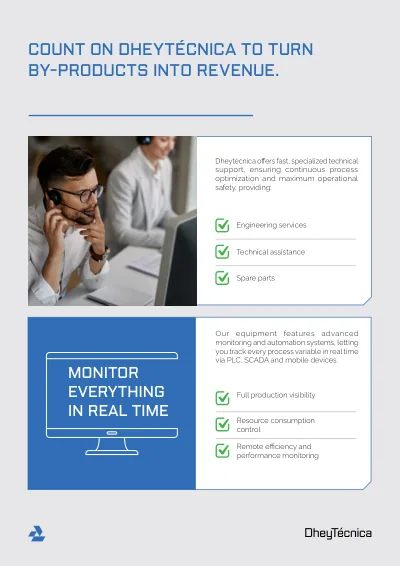 COUNT ON DHEYTÉCNICA TO TURN
BY-PRODUCTS INTO REVENUE.
Dheytécnica offers fast, specialized technical
support, ensuring continuous process
optimization and maximum operational
safety, providing:
Engineering services
Technical assistance
Spare parts
MONITOR
EVERYTHING
IN REAL TIME
Our equipment features advanced
monitoring and automation systems, letting
you track every process variable in real time
via PLC, SCADA and mobile devices.
Full production visibility
Resource consumption
control
Remote efficiency and
performance monitoring
DheyTécnica